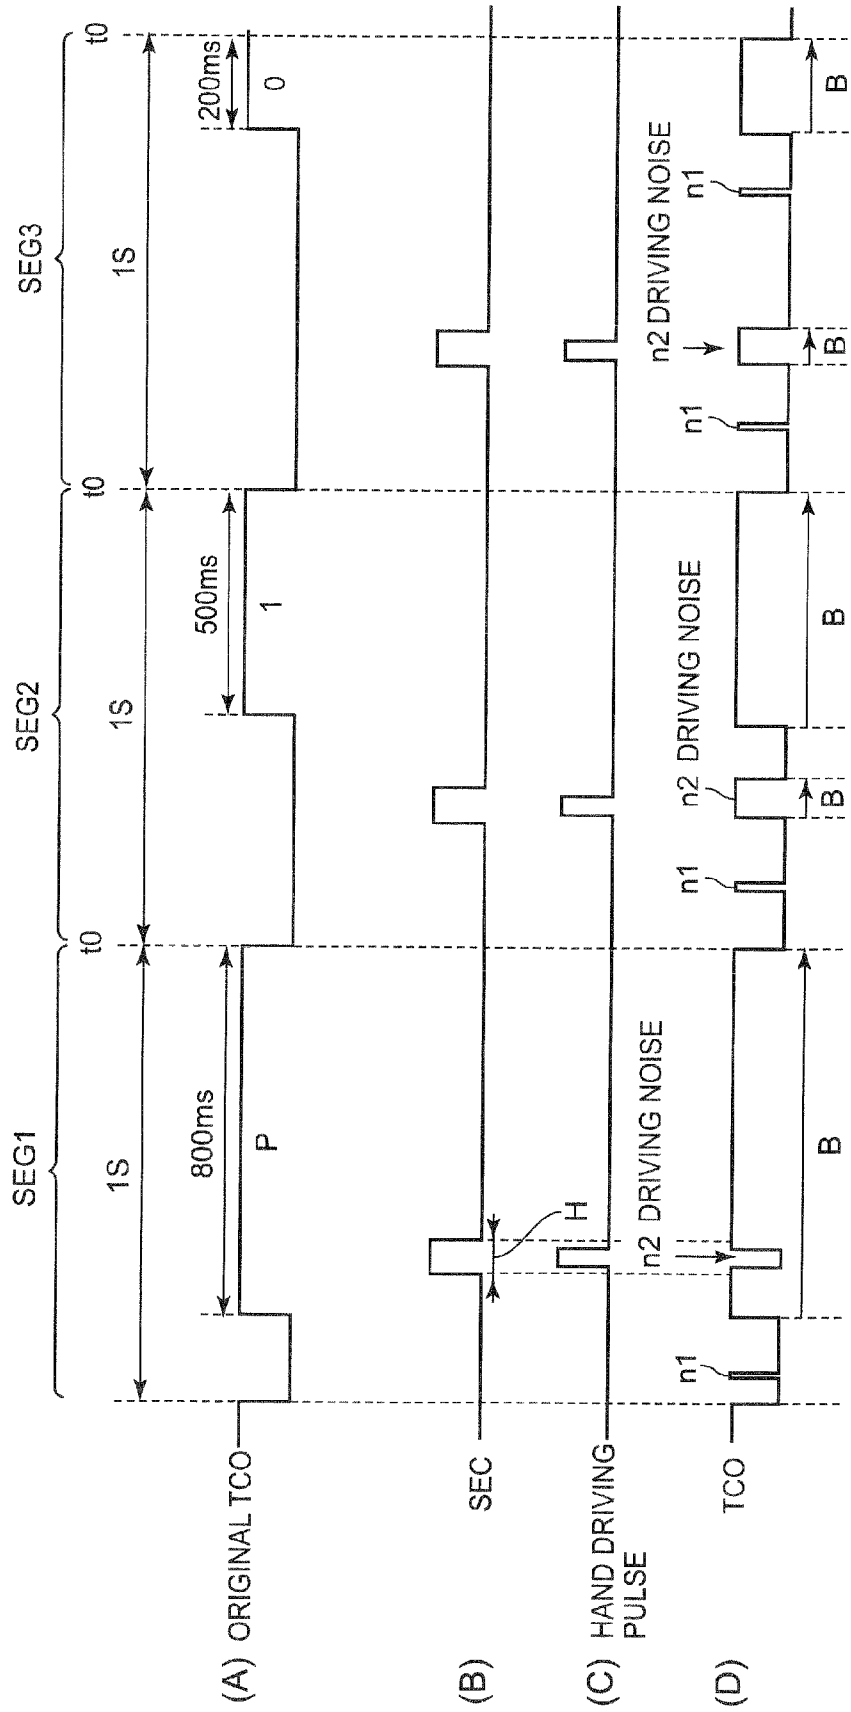 SEG1
SEG2
SEG3
t0
t0
t0
1S
1S
1S
800ms
500ms
200ms
P
1
0
(A) ORIGINAL TCO
(B) SEC
H
(C) HAND DRIVING
PULSE
n2 DRIVING NOISE
n2 DRIVING NOISE
n2 DRIVING NOISE
n1
n1
n1
n1
(D) TCO
B
B
B
B
B